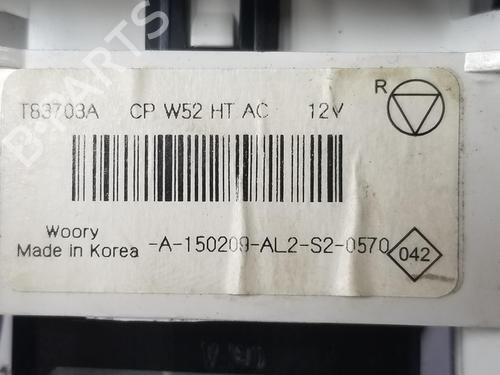 T83703A CP W52 HT AC 12V R
Woory
Made in Korea -A-150209-AL2-S2-0570 042
B-PARTS